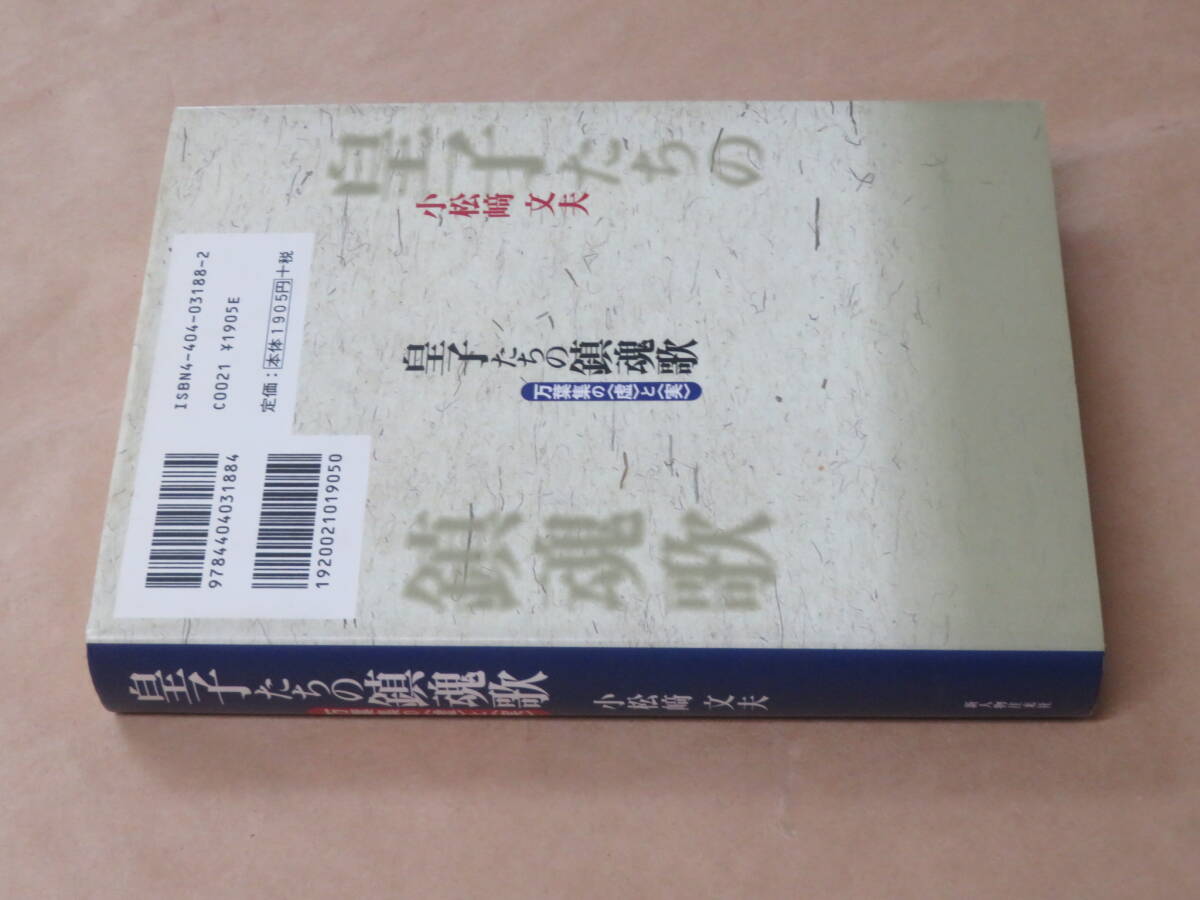 皇子たちの
小松﨑 文夫
ISBN4-404-03188-2
C0021 ¥1905E
定価：本体1905円＋税
皇子たちの鎮魂歌
万葉集の〈虚〉と〈実〉
9784404031884
1920021019050
鎮魂歌
皇子たちの鎮魂歌
小松﨑 文夫
新人物往来社